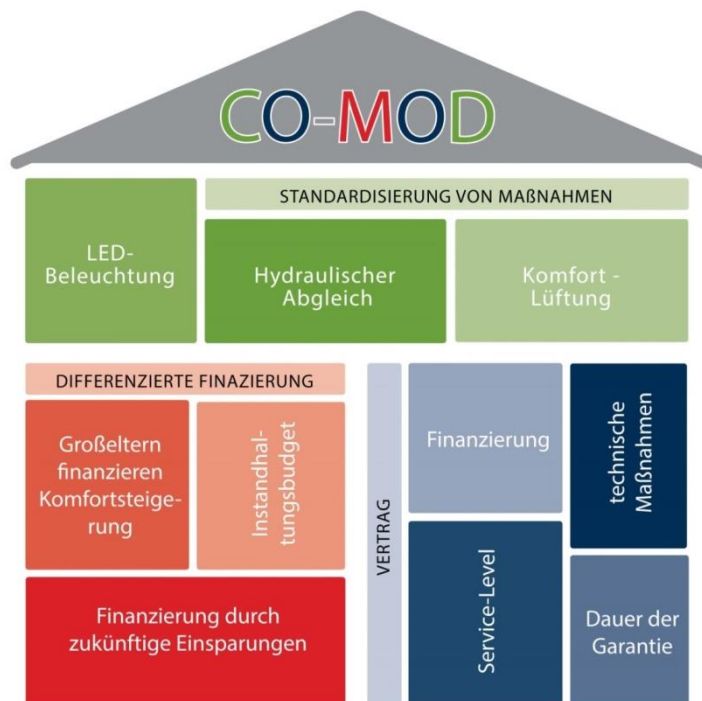 CO-MOD
STANDARDISIERUNG VON MAßNAHMEN
LED-
Beleuchtung
Hydraulischer
Abgleich
Komfort -
Lüftung
DIFFERENZIERTE FINAZIERUNG
Großeltern
finanzieren
Komfortsteige-
rung
Instandhal-
tungsbudget
Finanzierung durch
zukünftige Einsparungen
VERTRAG
Finanzierung
technische
Maßnahmen
Service-Level
Dauer der
Garantie